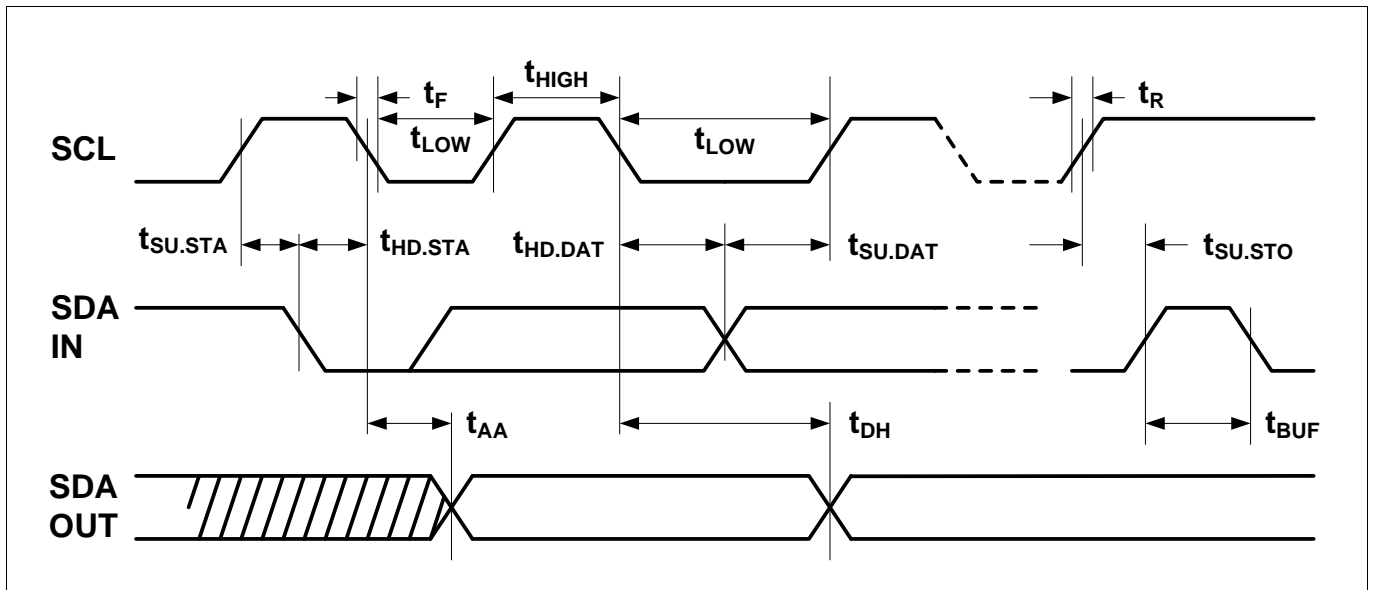 tF
tHIGH
tR
SCL
tLOW
tLOW
tSU.STA
tHD.STA
tHD.DAT
tSU.DAT
tSU.STO
SDA
IN
tAA
tDH
tBUF
SDA
OUT